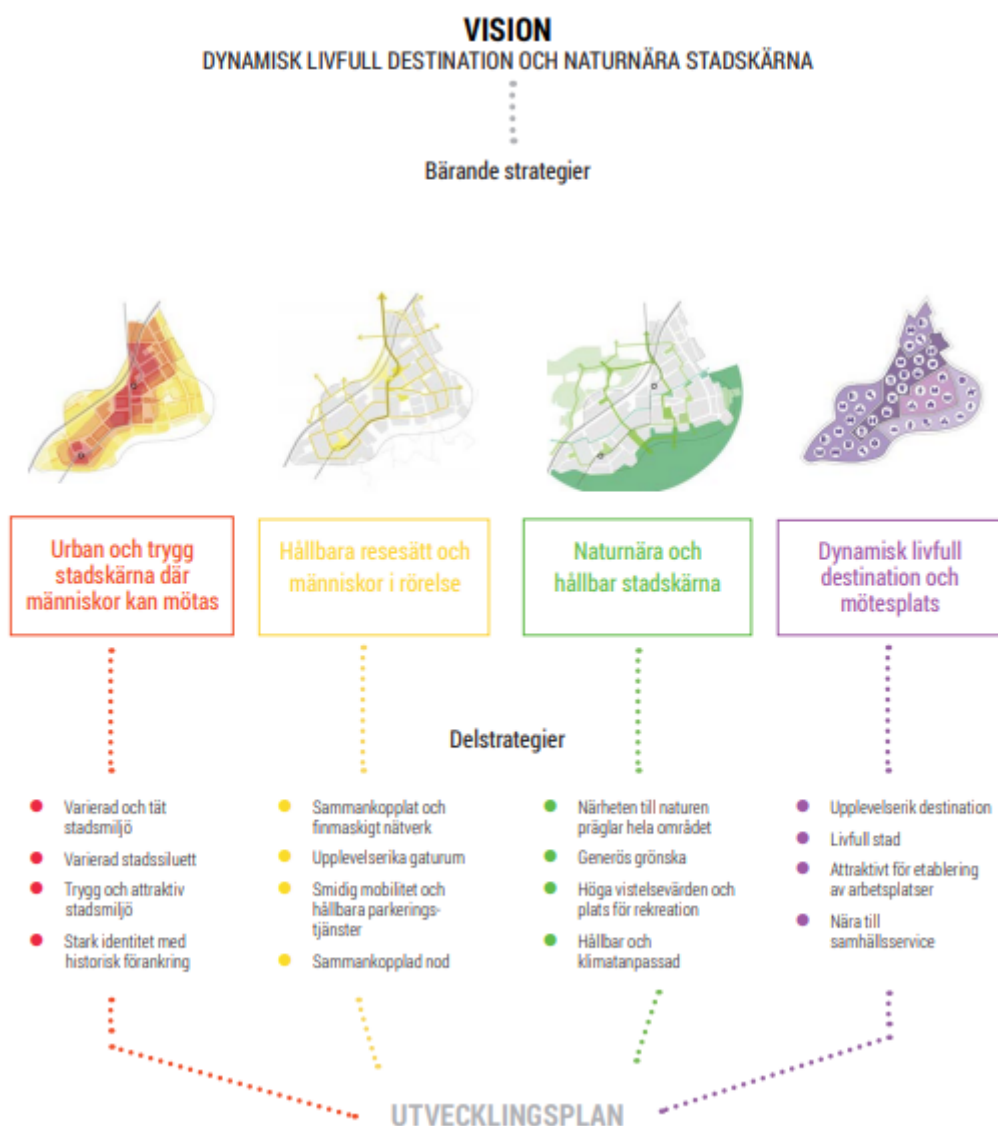 VISION
DYNAMISK LIVFULL DESTINATION OCH NATURNÄRA STADSKÄRNA
Bärande strategier
Urban och trygg
stadskärna där
människor kan mötas
Hållbara resesätt och
människor i rörelse
Naturnära och
hållbar stadskärna
Dynamisk livfull
destination och
mötesplats
Delstrategier
Varierad och tät
stadsmiljö
Varierad stadssiluett
Trygg och attraktiv
stadsmiljö
Stark identitet med
historisk förankring
Sammankopplat och
finmaskigt nätverk
Upplevelserika gaturum
Smidig mobilitet och
hållbara parkerings-
tjänster
Sammankopplad nod
Närheten till naturen
präglar hela området
Generös grönska
Höga vistelsevärden och
plats för rekreation
Hållbar och
klimatanpassad
Upplevelserik destination
Livfull stad
Attraktivt för etablering
av arbetsplatser
Nära till
samhällsservice
UTVECKLINGSPLAN